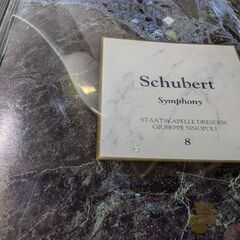 Schubert
Symphony
STAATSKAPELLE DRESDEN
GIUSEPPE SINOPOLI
8